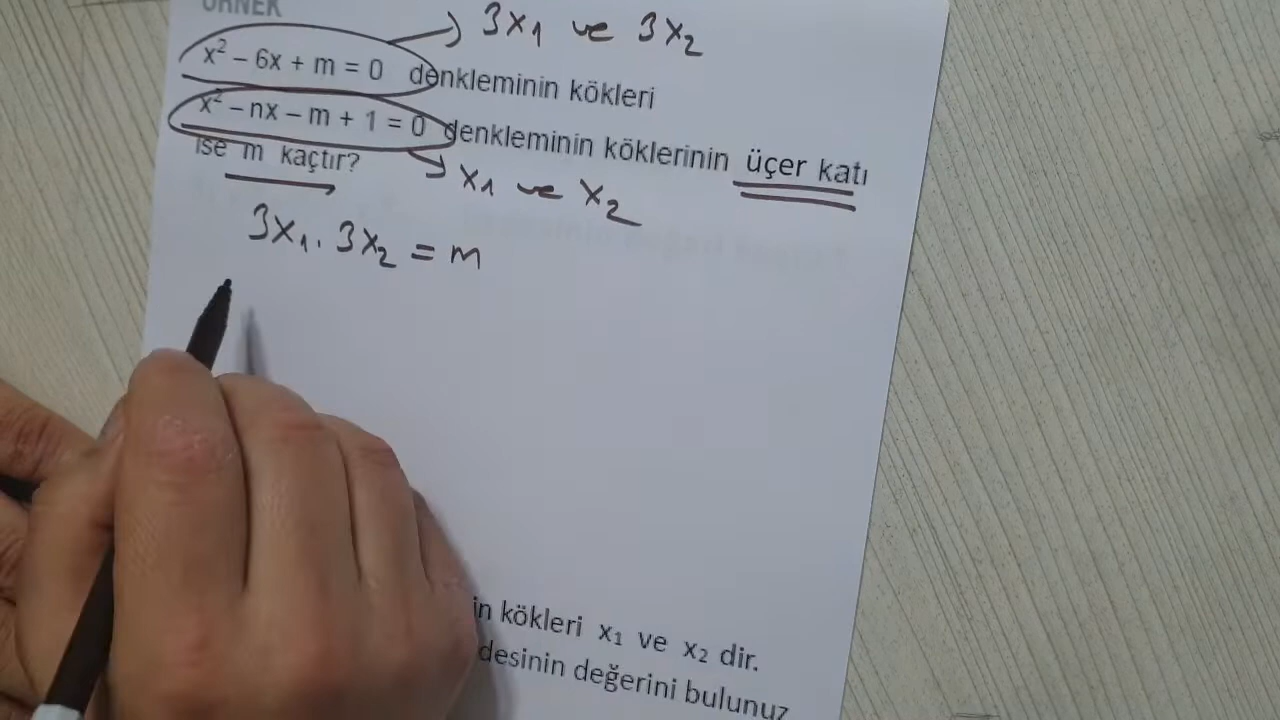 ÖRNEK
3x₁ ve 3x₂
x² – 6x + m = 0 denkleminin kökleri
x² – nx – m + 1 = 0 denkleminin köklerinin üçer katı
ise m kaçtır?
x₁ ve x₂
3x₁ . 3x₂ = m
in kökleri x₁ ve x₂ dir.
desinin değerini bulunuz